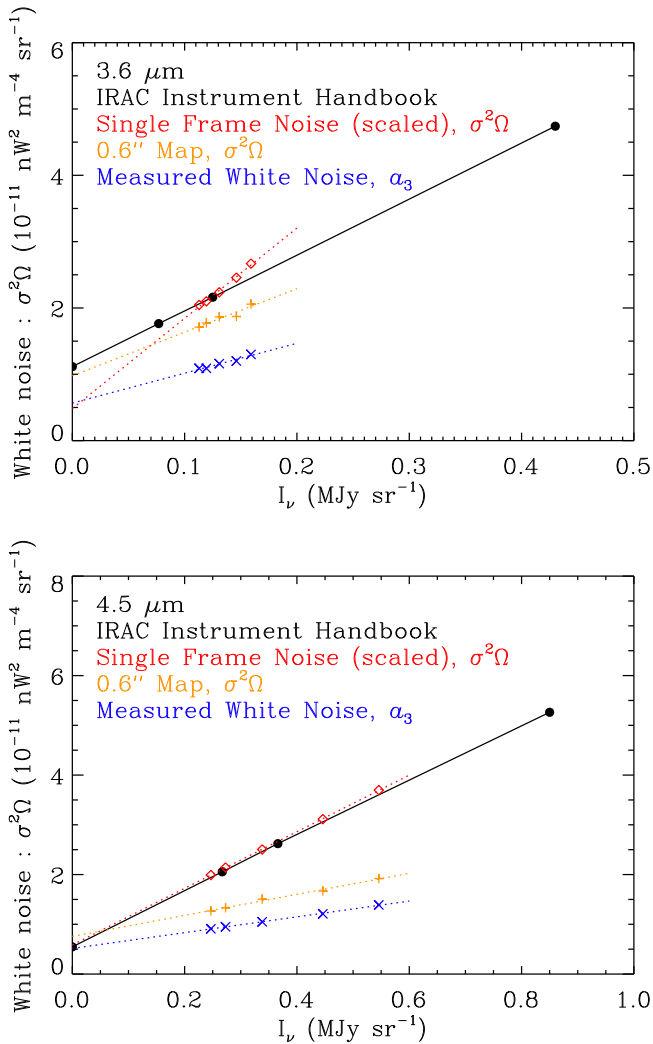 White noise : σ²Ω (10⁻¹¹ nW² m⁻⁴ sr⁻¹)
6
4
2
0
3.6 μm
IRAC Instrument Handbook
Single Frame Noise (scaled), σ²Ω
0.6" Map, σ²Ω
Measured White Noise, α₃
0.0 0.1 0.2 0.3 0.4 0.5
I_ν (MJy sr⁻¹)
White noise : σ²Ω (10⁻¹¹ nW² m⁻⁴ sr⁻¹)
8
6
4
2
0
4.5 μm
IRAC Instrument Handbook
Single Frame Noise (scaled), σ²Ω
0.6" Map, σ²Ω
Measured White Noise, α₃
0.0 0.2 0.4 0.6 0.8 1.0
I_ν (MJy sr⁻¹)